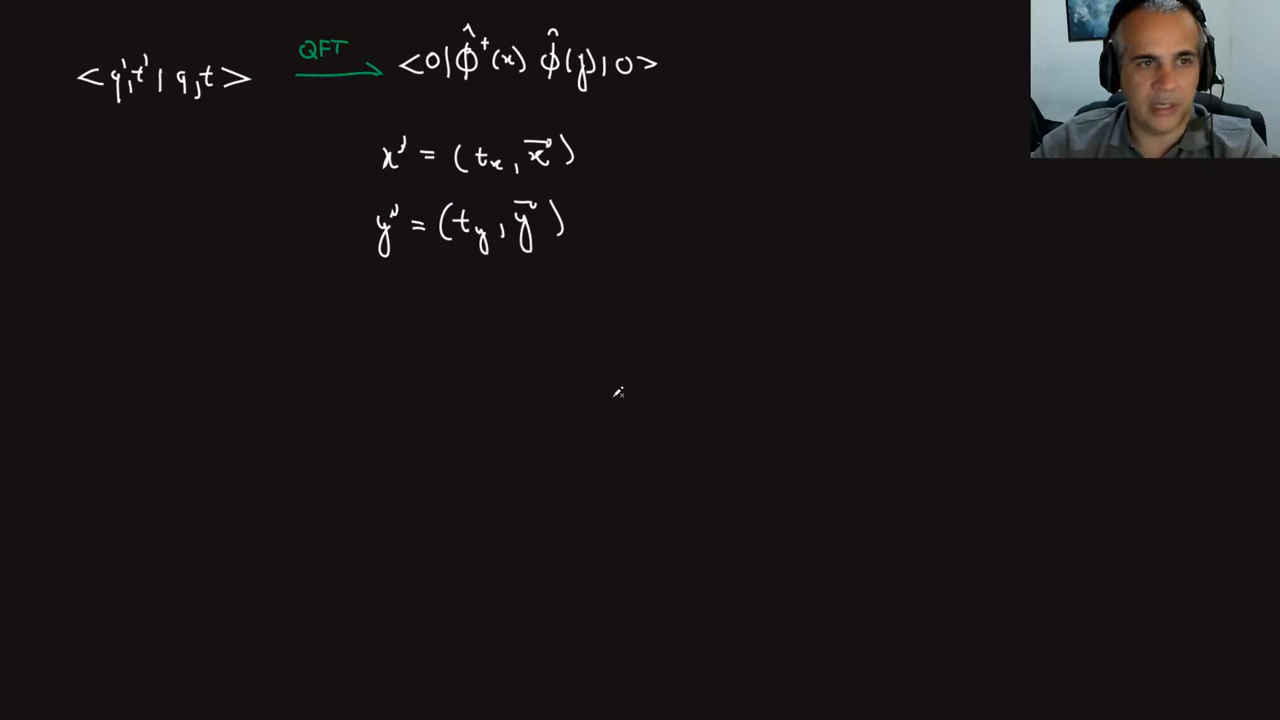 <q',t'|q,t> QFT → <0|φ̂†(x) φ̂(y)|0>
x^μ = (t_x, x⃗)
y^μ = (t_y, y⃗)